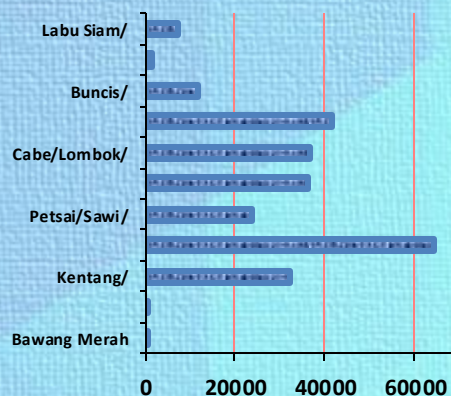 Labu Siam/
Buncis/
Cabe/Lombok/
Petsai/Sawi/
Kentang/
Bawang Merah
0 20000 40000 60000